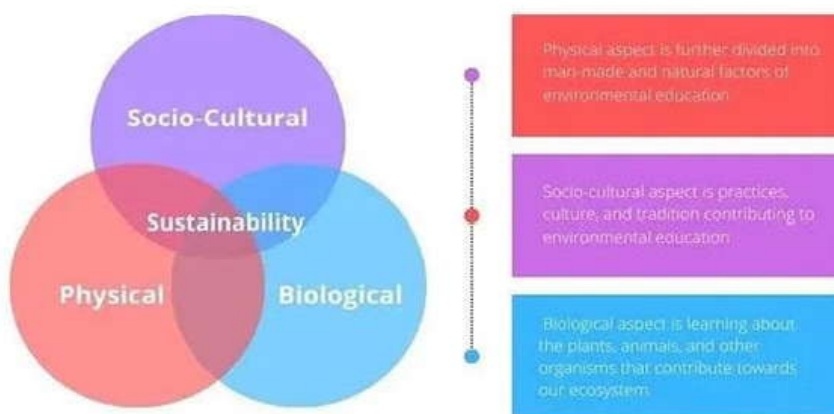 Socio-Cultural
Sustainability
Physical
Biological
Physical aspect is further divided into
man-made and natural factors of
environmental education
Socio-cultural aspect is practices,
culture, and tradition contributing to
environmental education
Biological aspect is learning about
the plants, animals, and other
organisms that contribute towards
our ecosystem